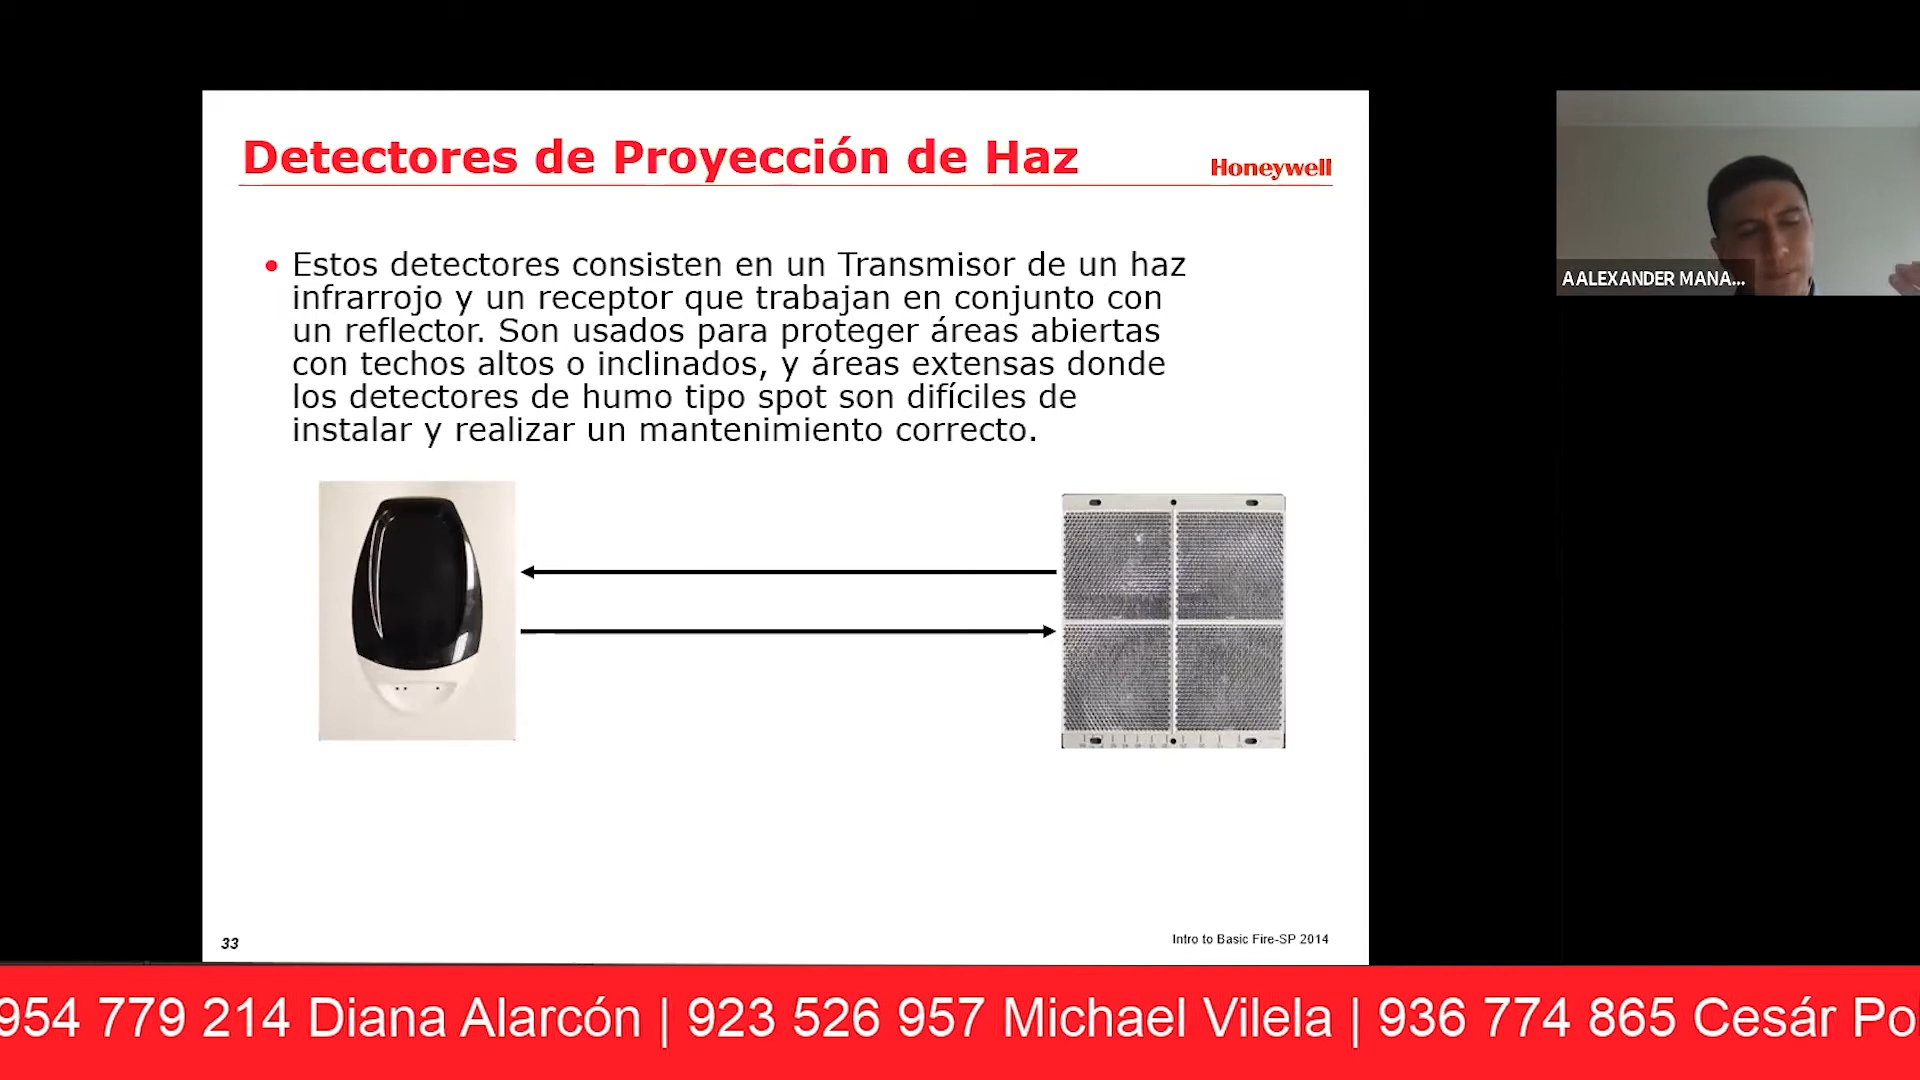 Detectores de Proyección de Haz
Honeywell
• Estos detectores consisten en un Transmisor de un haz
infrarrojo y un receptor que trabajan en conjunto con
un reflector. Son usados para proteger áreas abiertas
con techos altos o inclinados, y áreas extensas donde
los detectores de humo tipo spot son difíciles de
instalar y realizar un mantenimiento correcto.
AALEXANDER MANA...
33
Intro to Basic Fire-SP 2014
954 779 214 Diana Alarcón | 923 526 957 Michael Vilela | 936 774 865 Cesár Po